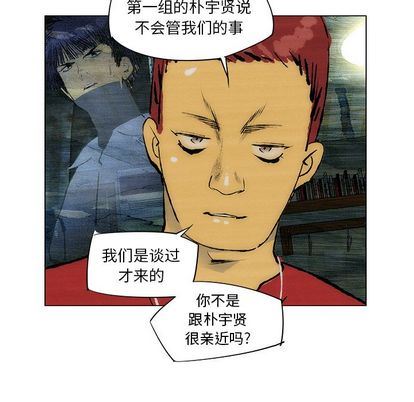 第一组的朴宇贤说
不会管我们的事
我们是谈过
才来的
你不是
跟朴宇贤
很亲近吗?